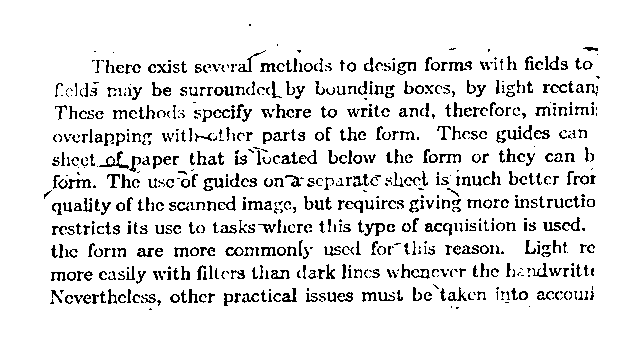 There exist several methods to design forms with fields to
fields may be surrounded by bounding boxes, by light rectan
These methods specify where to write and, therefore, minimi
overlapping with other parts of the form. These guides can
sheet of paper that is located below the form or they can b
form. The use of guides on a separate sheet is much better from
quality of the scanned image, but requires giving more instructio
restricts its use to tasks where this type of acquisition is used.
the form are more commonly used for this reason. Light re
more easily with filters than dark lines whenever the handwritte
Nevertheless, other practical issues must be taken into accoun